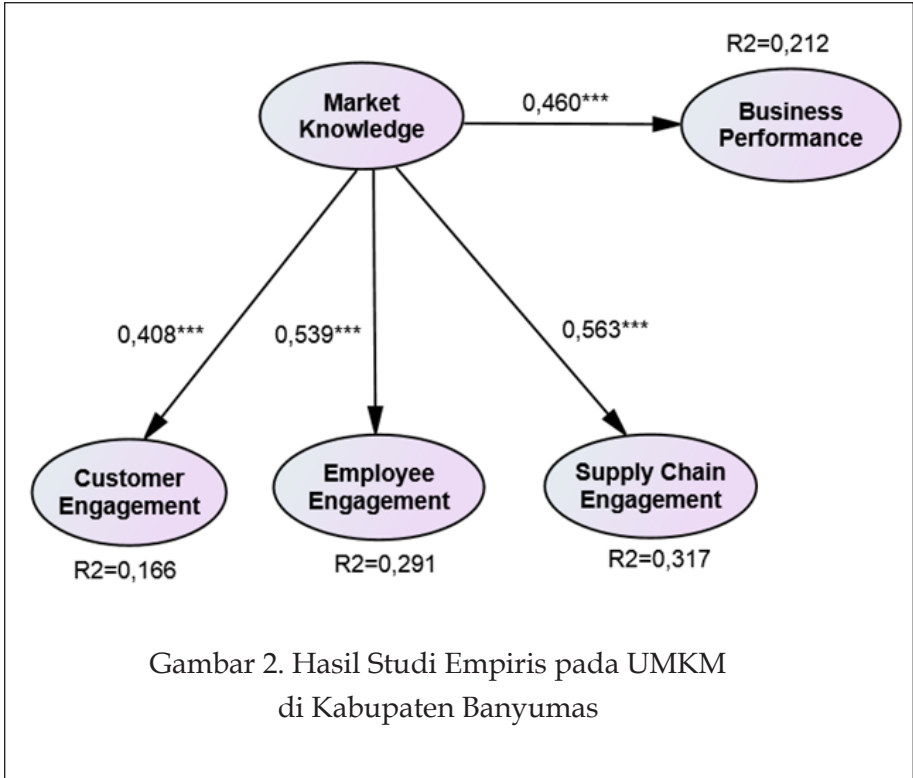 R2=0,212
Market
Knowledge
0,460***
Business
Performance
0,408***
0,539***
0,563***
Customer
Engagement
Employee
Engagement
Supply Chain
Engagement
R2=0,166
R2=0,291
R2=0,317
Gambar 2. Hasil Studi Empiris pada UMKM
di Kabupaten Banyumas